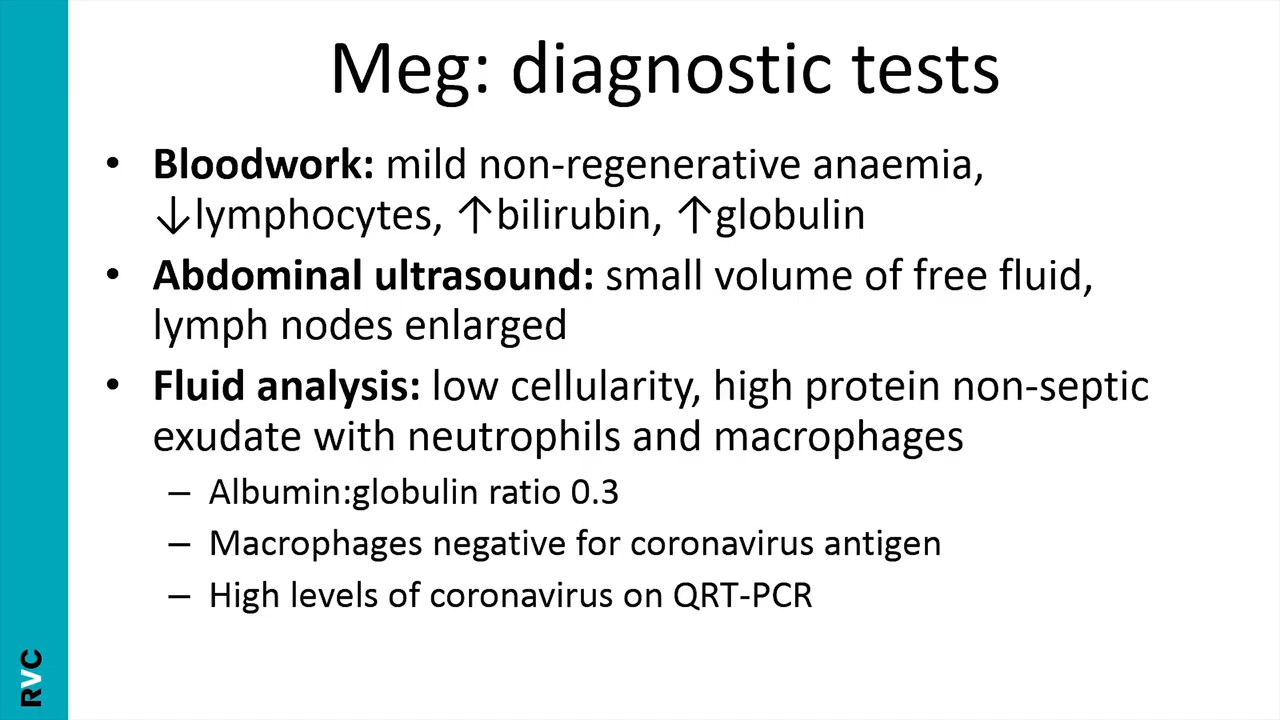 Meg: diagnostic tests
• Bloodwork: mild non-regenerative anaemia,
↓lymphocytes, ↑bilirubin, ↑globulin
• Abdominal ultrasound: small volume of free fluid,
lymph nodes enlarged
• Fluid analysis: low cellularity, high protein non-septic
exudate with neutrophils and macrophages
– Albumin:globulin ratio 0.3
– Macrophages negative for coronavirus antigen
– High levels of coronavirus on QRT-PCR
RVC